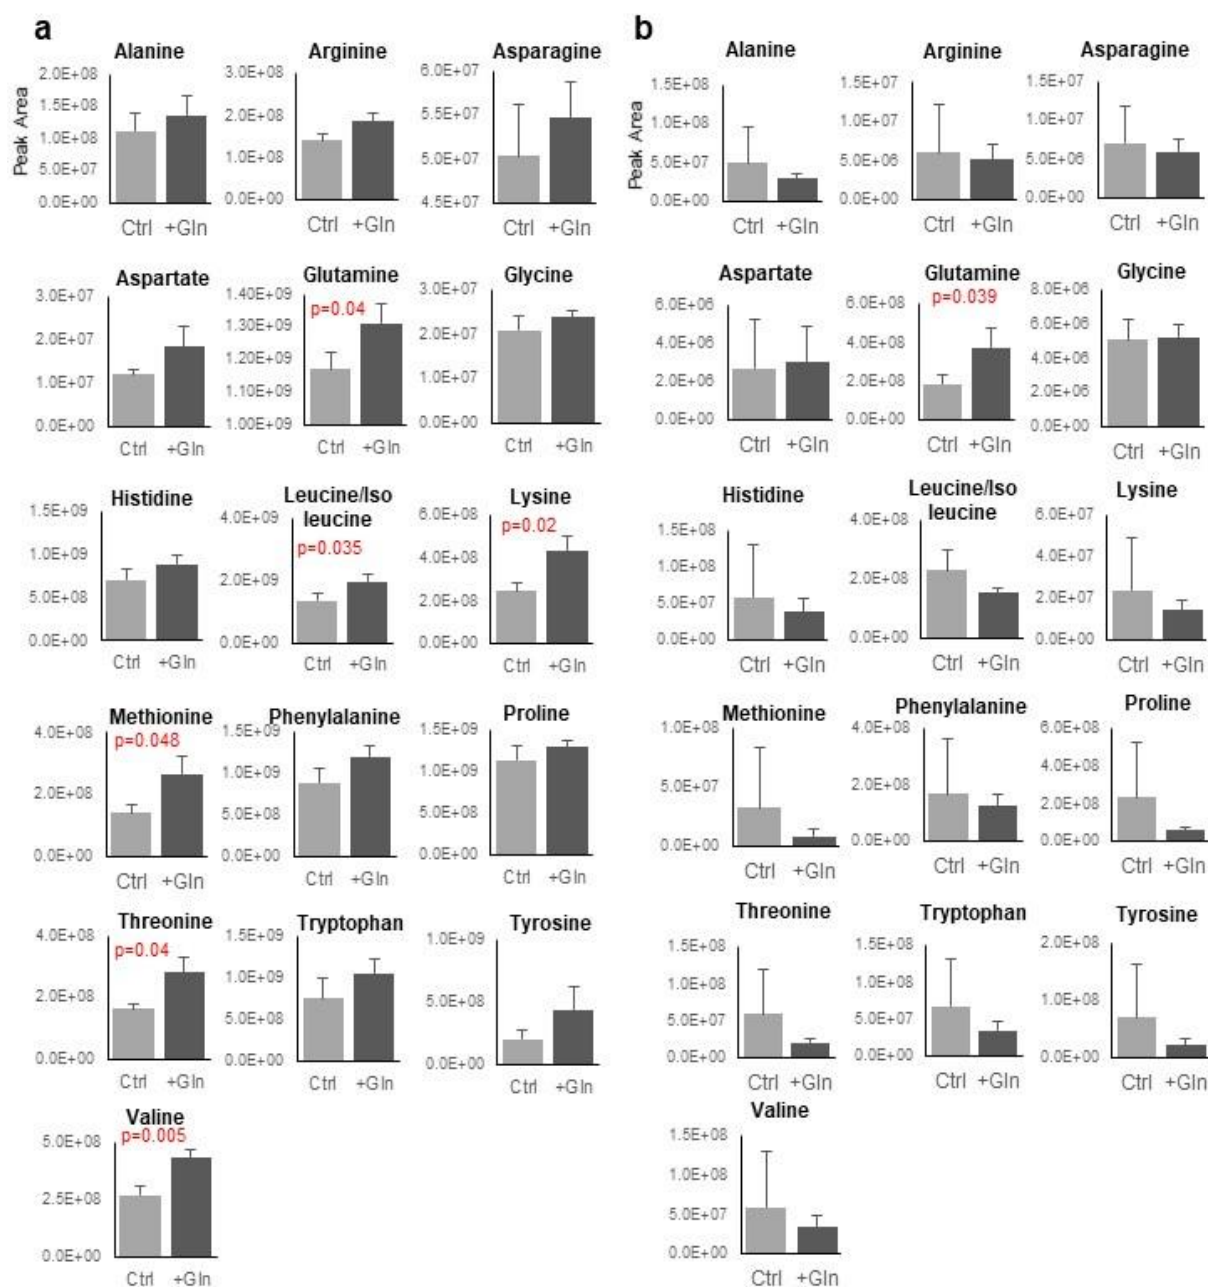 a
Alanine
Arginine
Asparagine
Peak Area
2.0E+08
1.5E+08
1.0E+08
5.0E+07
0.0E+00
Ctrl +Gln
3.0E+08
2.0E+08
1.0E+08
0.0E+00
Ctrl +Gln
6.0E+07
5.5E+07
5.0E+07
4.5E+07
Ctrl +Gln
Aspartate
3.0E+07
2.0E+07
1.0E+07
0.0E+00
Ctrl +Gln
Glutamine
p=0.04
1.40E+09
1.30E+09
1.20E+09
1.10E+09
1.00E+09
Ctrl +Gln
Glycine
3.0E+07
2.0E+07
1.0E+07
0.0E+00
Ctrl +Gln
Histidine
1.5E+09
1.0E+09
5.0E+08
0.0E+00
Ctrl +Gln
Leucine/Iso
leucine
p=0.035
4.0E+09
2.0E+09
0.0E+00
Ctrl +Gln
Lysine
p=0.02
6.0E+08
4.0E+08
2.0E+08
0.0E+00
Ctrl +Gln
Methionine
p=0.048
4.0E+08
2.0E+08
0.0E+00
Ctrl +Gln
Phenylalanine
1.5E+09
1.0E+09
5.0E+08
0.0E+00
Ctrl +Gln
Proline
1.5E+09
1.0E+09
5.0E+08
0.0E+00
Ctrl +Gln
Threonine
p=0.04
4.0E+08
2.0E+08
0.0E+00
Ctrl +Gln
Tryptophan
1.5E+09
1.0E+09
5.0E+08
0.0E+00
Ctrl +Gln
Tyrosine
1.0E+09
5.0E+08
0.0E+00
Ctrl +Gln
Valine
p=0.005
5.0E+08
2.5E+08
0.0E+00
Ctrl +Gln
b
Alanine
Arginine
Asparagine
Peak Area
1.5E+08
1.0E+08
5.0E+07
0.0E+00
Ctrl +Gln
1.5E+07
1.0E+07
5.0E+06
0.0E+00
Ctrl +Gln
1.5E+07
1.0E+07
5.0E+06
0.0E+00
Ctrl +Gln
Aspartate
6.0E+06
4.0E+06
2.0E+06
0.0E+00
Ctrl +Gln
Glutamine
p=0.039
6.0E+08
4.0E+08
2.0E+08
0.0E+00
Ctrl +Gln
Glycine
8.0E+06
6.0E+06
4.0E+06
2.0E+06
0.0E+00
Ctrl +Gln
Histidine
1.5E+08
1.0E+08
5.0E+07
0.0E+00
Ctrl +Gln
Leucine/Iso
leucine
4.0E+08
2.0E+08
0.0E+00
Ctrl +Gln
Lysine
6.0E+07
4.0E+07
2.0E+07
0.0E+00
Ctrl +Gln
Methionine
1.0E+08
5.0E+07
0.0E+00
Ctrl +Gln
Phenylalanine
4.0E+08
2.0E+08
0.0E+00
Ctrl +Gln
Proline
6.0E+08
4.0E+08
2.0E+08
0.0E+00
Ctrl +Gln
Threonine
1.5E+08
1.0E+08
5.0E+07
0.0E+00
Ctrl +Gln
Tryptophan
1.5E+08
1.0E+08
5.0E+07
0.0E+00
Ctrl +Gln
Tyrosine
2.0E+08
1.0E+08
0.0E+00
Ctrl +Gln
Valine
1.5E+08
1.0E+08
5.0E+07
0.0E+00
Ctrl +Gln